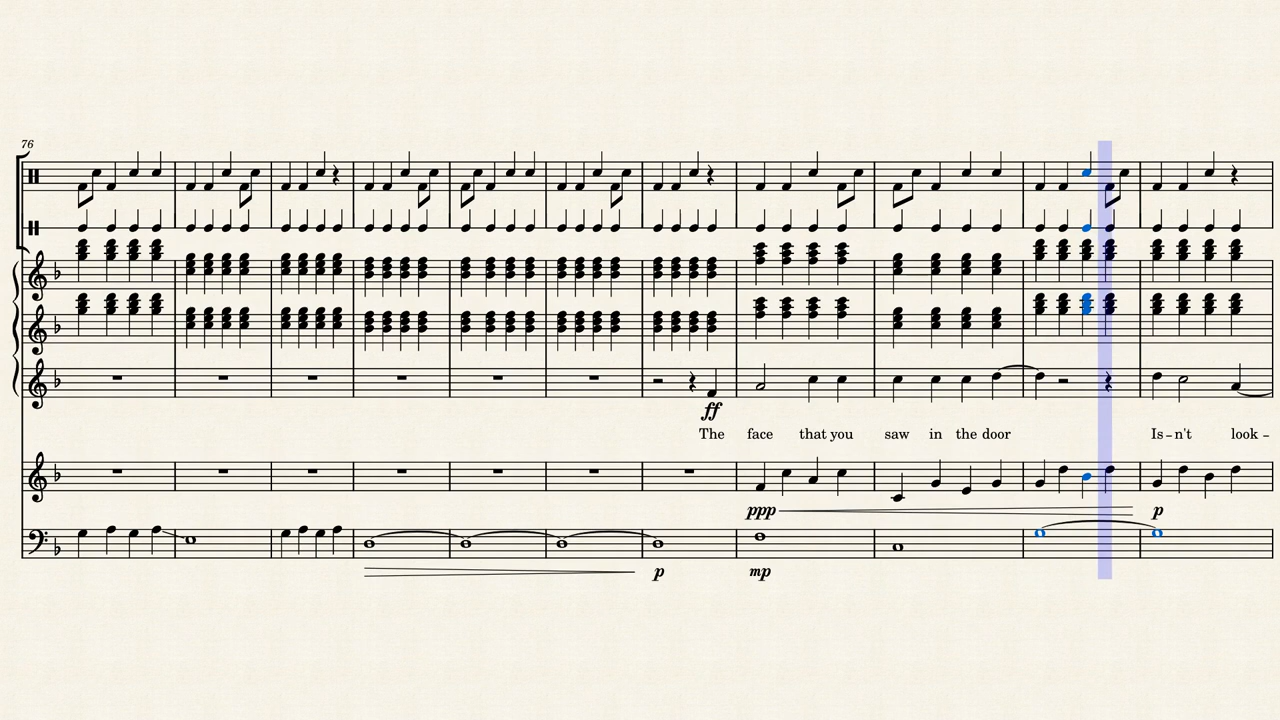 76
ff
The face that you saw in the door Is - n't look -
ppp p
p mp